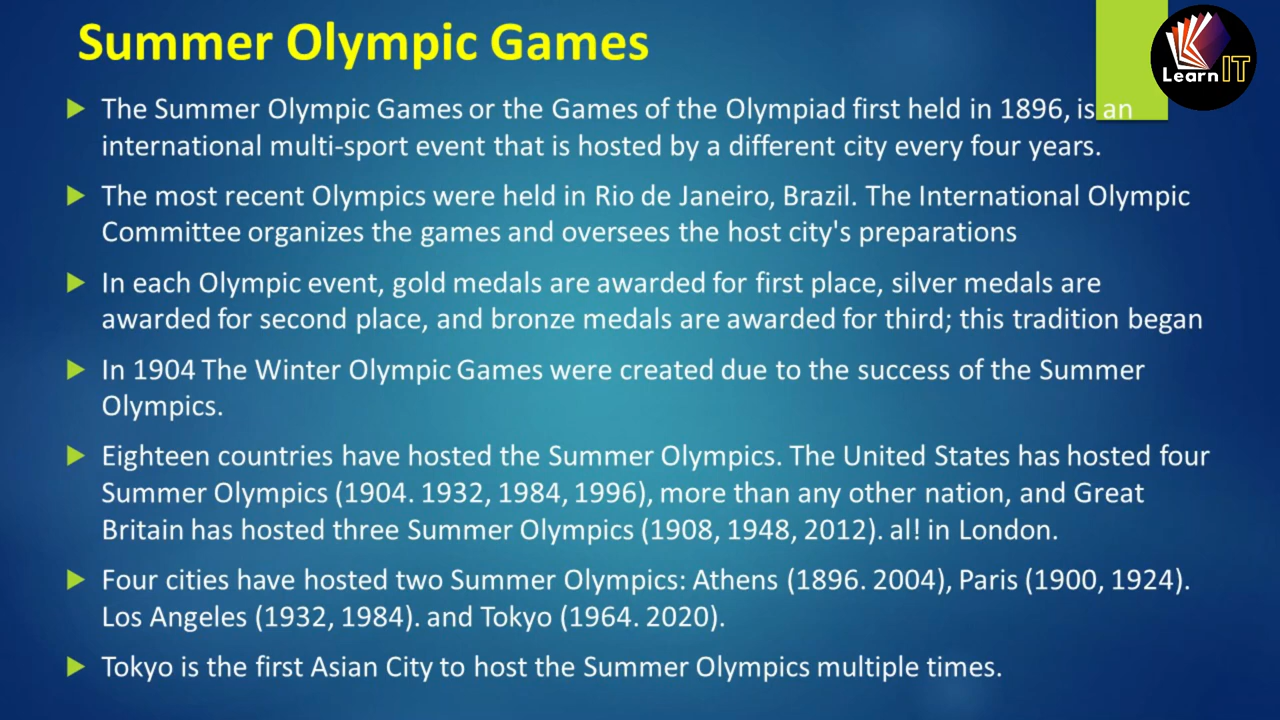 Summer Olympic Games
Learn IT
The Summer Olympic Games or the Games of the Olympiad first held in 1896, is an
international multi-sport event that is hosted by a different city every four years.
The most recent Olympics were held in Rio de Janeiro, Brazil. The International Olympic
Committee organizes the games and oversees the host city's preparations
In each Olympic event, gold medals are awarded for first place, silver medals are
awarded for second place, and bronze medals are awarded for third; this tradition began
In 1904 The Winter Olympic Games were created due to the success of the Summer
Olympics.
Eighteen countries have hosted the Summer Olympics. The United States has hosted four
Summer Olympics (1904. 1932, 1984, 1996), more than any other nation, and Great
Britain has hosted three Summer Olympics (1908, 1948, 2012). al! in London.
Four cities have hosted two Summer Olympics: Athens (1896. 2004), Paris (1900, 1924).
Los Angeles (1932, 1984). and Tokyo (1964. 2020).
Tokyo is the first Asian City to host the Summer Olympics multiple times.